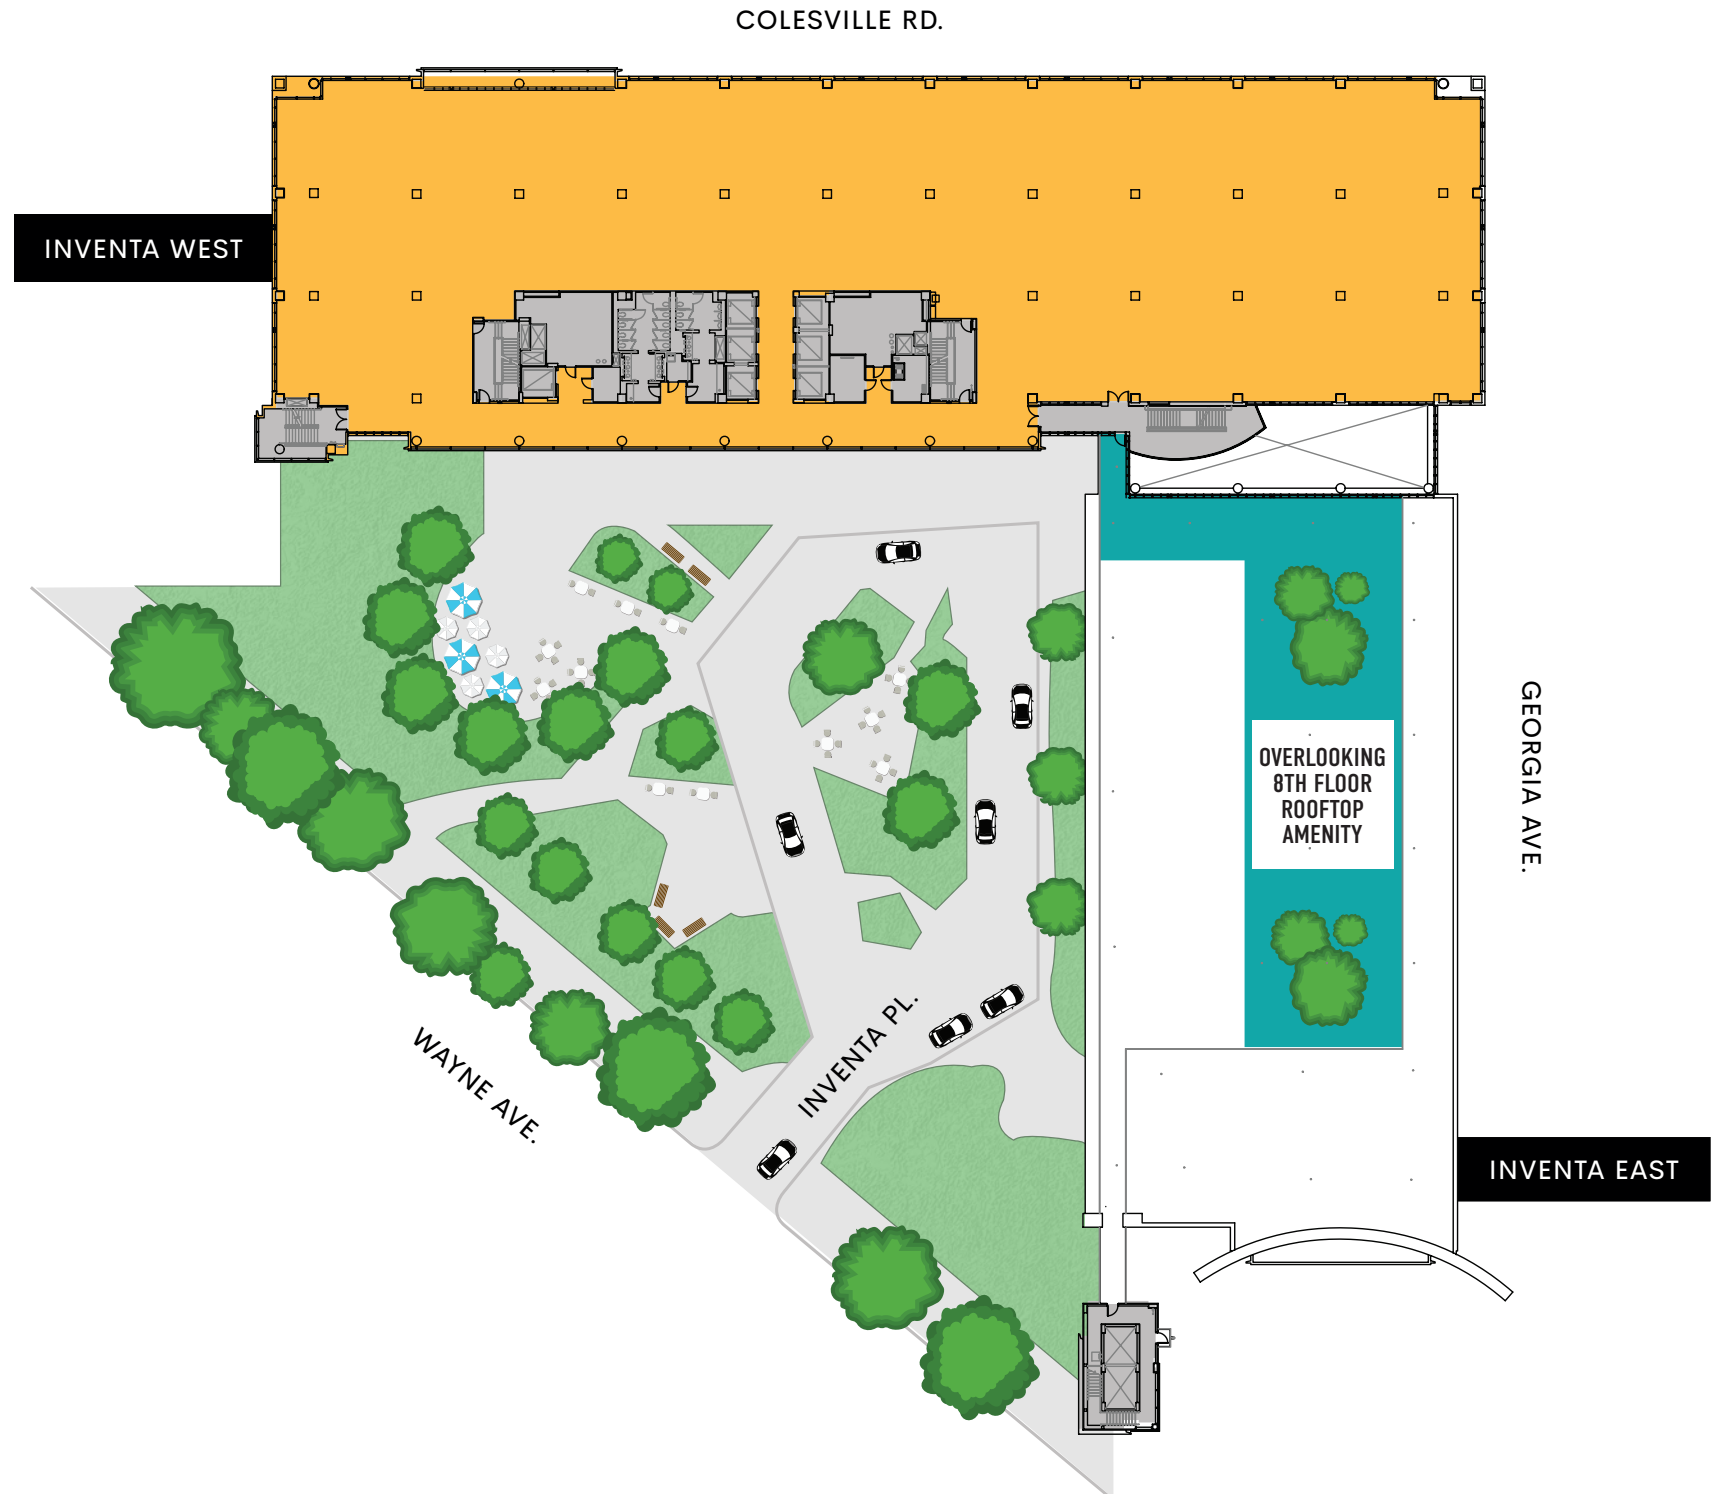 COLESVILLE RD.
INVENTA WEST
GEORGIA AVE.
OVERLOOKING
8TH FLOOR
ROOFTOP
AMENITY
INVENTA PL.
WAYNE AVE.
INVENTA EAST